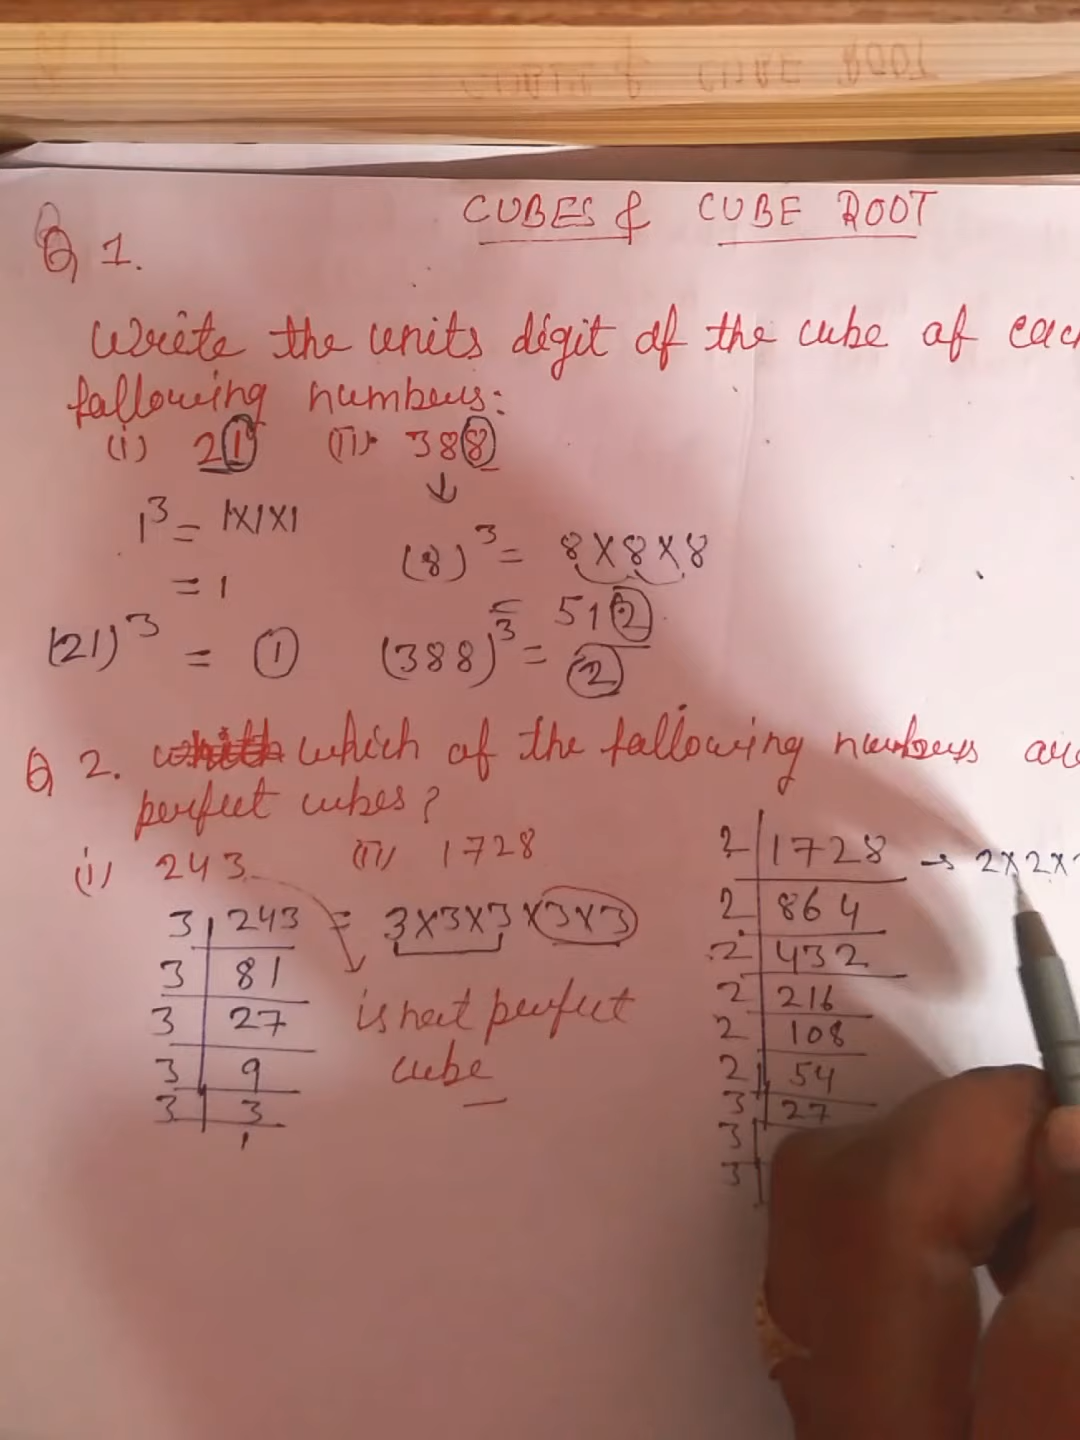 CUBES & CUBE ROOT
Q 1.
Write the units digit of the cube of eac
following numbers:
(i) 21 (ii) 388
1³ = 1X1X1
= 1
(21)³ = 1
↓
(8)³ = 8X8X8
= 512
(388)³ = 2
Q 2. which of the following numbers are
perfect cubes?
(i) 243 (ii) 1728
3 | 243 = 3X3X3X3X3
3 | 81
3 | 27
3 | 9
3 | 3
1
is not perfect
cube
2 | 1728 → 2X2X
2 | 864
2 | 432
2 | 216
2 | 108
2 | 54
3 | 27
3 |
3 |